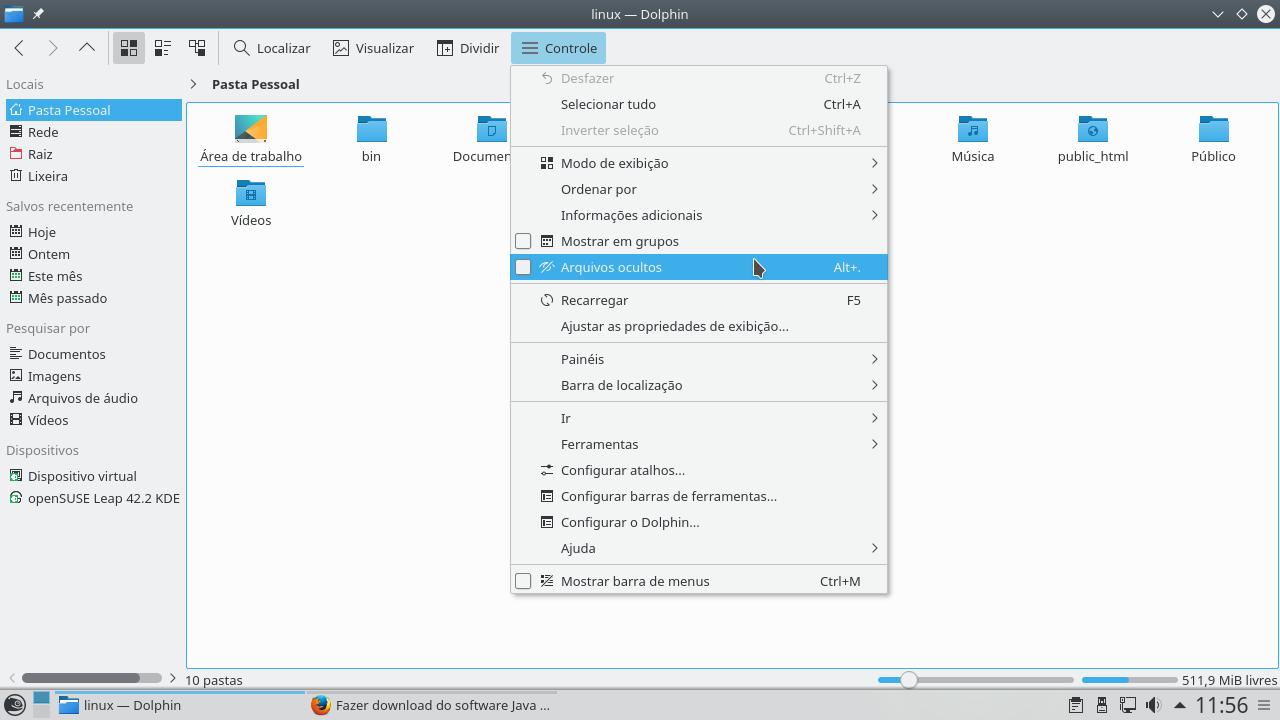 linux — Dolphin
Localizar
Visualizar
Dividir
Controle
Locais
Pasta Pessoal
Rede
Raiz
Lixeira
Salvos recentemente
Hoje
Ontem
Este mês
Mês passado
Pesquisar por
Documentos
Imagens
Arquivos de áudio
Vídeos
Dispositivos
Dispositivo virtual
openSUSE Leap 42.2 KDE
Pasta Pessoal
Área de trabalho
bin
Documen
Música
public_html
Público
Vídeos
Desfazer Ctrl+Z
Selecionar tudo Ctrl+A
Inverter seleção Ctrl+Shift+A
Modo de exibição
Ordenar por
Informações adicionais
Mostrar em grupos
Arquivos ocultos Alt+.
Recarregar F5
Ajustar as propriedades de exibição...
Painéis
Barra de localização
Ir
Ferramentas
Configurar atalhos...
Configurar barras de ferramentas...
Configurar o Dolphin...
Ajuda
Mostrar barra de menus Ctrl+M
10 pastas
511,9 MiB livres
linux — Dolphin
Fazer download do software Java ...
11:56